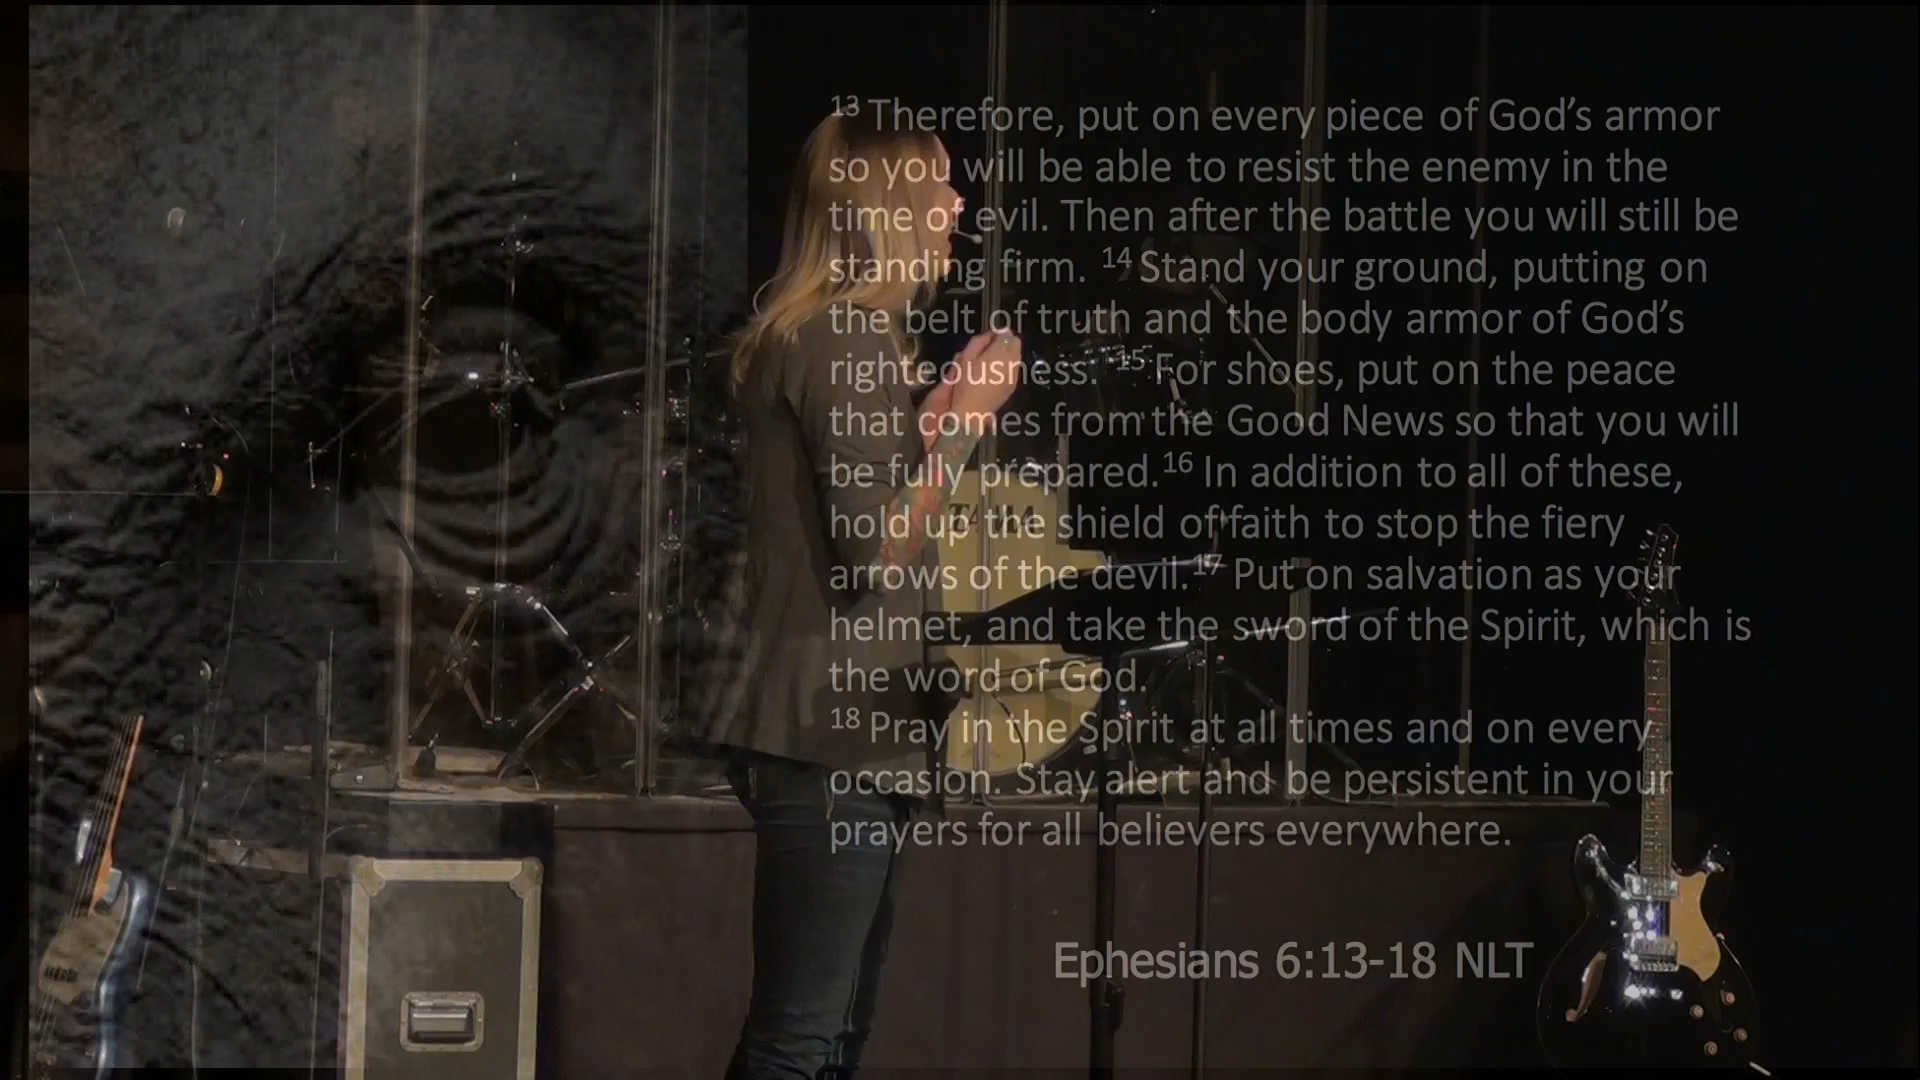 13 Therefore, put on every piece of God's armor
so you will be able to resist the enemy in the
time of evil. Then after the battle you will still be
standing firm. 14 Stand your ground, putting on
the belt of truth and the body armor of God's
righteousness. 15 For shoes, put on the peace
that comes from the Good News so that you will
be fully prepared.16 In addition to all of these,
hold up the shield of faith to stop the fiery
arrows of the devil.17 Put on salvation as your
helmet, and take the sword of the Spirit, which is
the word of God.
18 Pray in the Spirit at all times and on every
occasion. Stay alert and be persistent in your
prayers for all believers everywhere.
Ephesians 6:13-18 NLT
TAMA